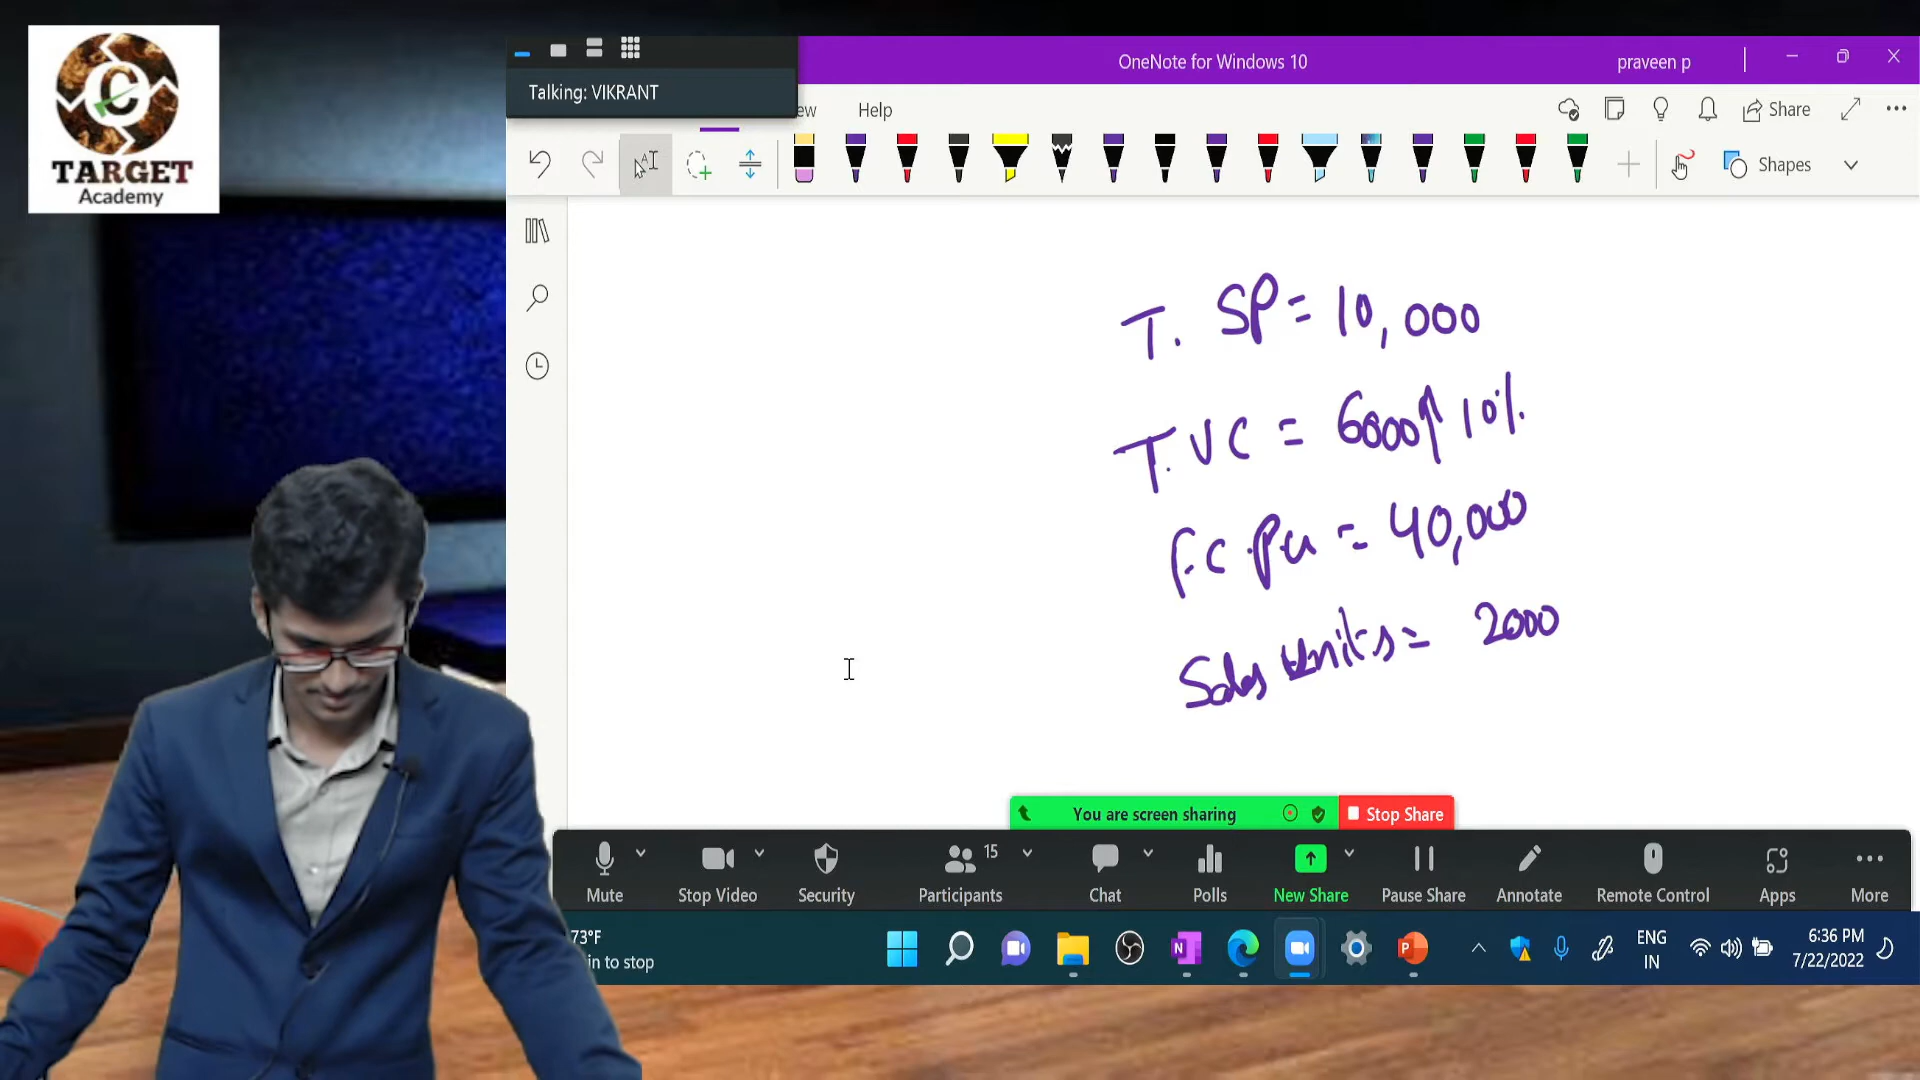 TARGET
Academy
Talking: VIKRANT
OneNote for Windows 10
praveen p
ew
Help
Share
Shapes
T. SP = 10,000
T.VC = 6000↑ 10%
F.C .P.u = 40,000
Sales Units = 2000
You are screen sharing
Stop Share
Mute
Stop Video
Security
15
Participants
Chat
Polls
New Share
Pause Share
Annotate
Remote Control
Apps
More
73°F
in to stop
ENG
IN
6:36 PM
7/22/2022